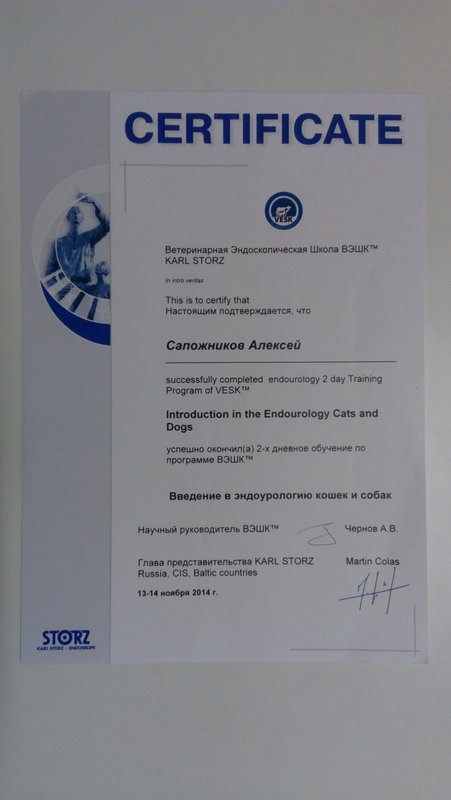 CERTIFICATE
VESK
Ветеринарная Эндоскопическая Школа ВЭШК™
KARL STORZ
In intro veritas
This is to certify that
Настоящим подтверждается, что
Сапожников Алексей
successfully completed endourology 2 day Training
Program of VESK™
Introduction in the Endourology Cats and
Dogs
успешно окончил(а) 2-х дневное обучение по
программе ВЭШК™
Введение в эндоурологию кошек и собак
Научный руководитель ВЭШК™ Чернов А.В.
Глава представительства KARL STORZ Martin Colas
Russia, CIS, Baltic countries
13-14 ноября 2014 г.
STORZ
KARL STORZ - ENDOSKOPE